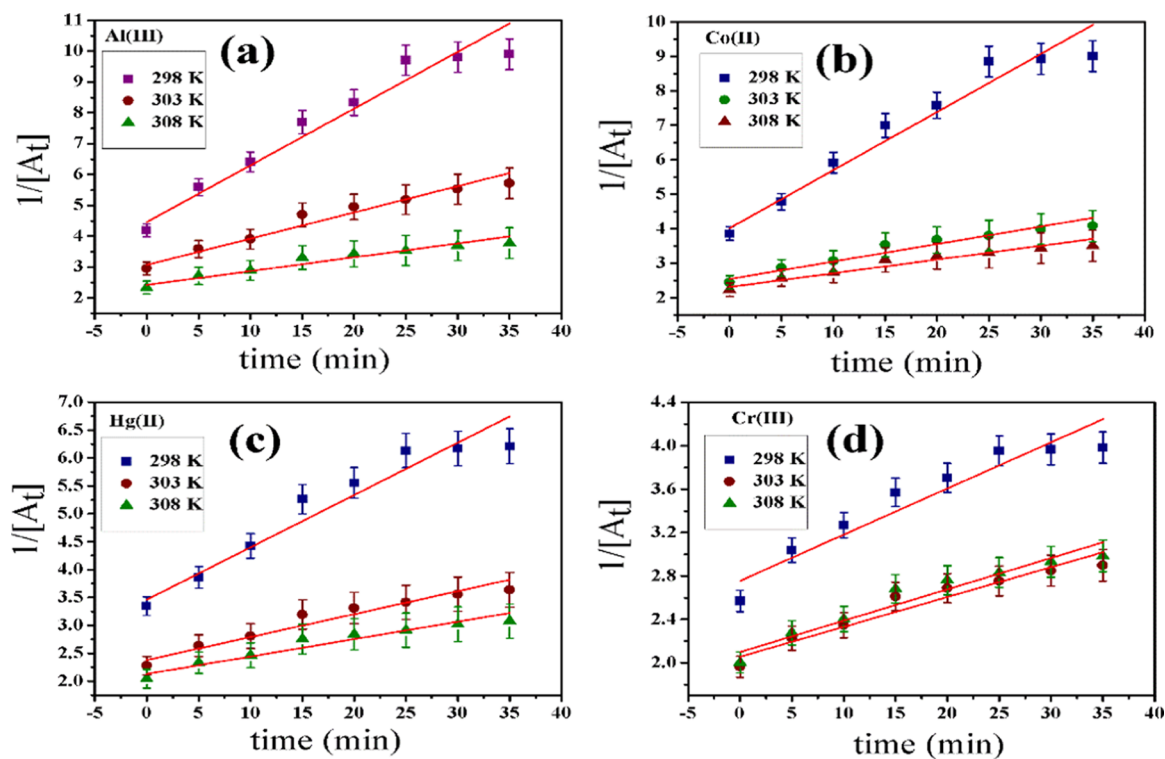 Al(III)
(a)
298 K
303 K
308 K
1/[At]
11
10
9
8
7
6
5
4
3
2
-5 0 5 10 15 20 25 30 35 40
time (min)
Co(II)
(b)
298 K
303 K
308 K
1/[At]
10
8
6
4
2
-5 0 5 10 15 20 25 30 35 40
time (min)
Hg(II)
(c)
298 K
303 K
308 K
1/[At]
7.0
6.5
6.0
5.5
5.0
4.5
4.0
3.5
3.0
2.5
2.0
-5 0 5 10 15 20 25 30 35 40
time (min)
Cr(III)
(d)
298 K
303 K
308 K
1/[At]
4.4
4.0
3.6
3.2
2.8
2.4
2.0
-5 0 5 10 15 20 25 30 35 40
time (min)